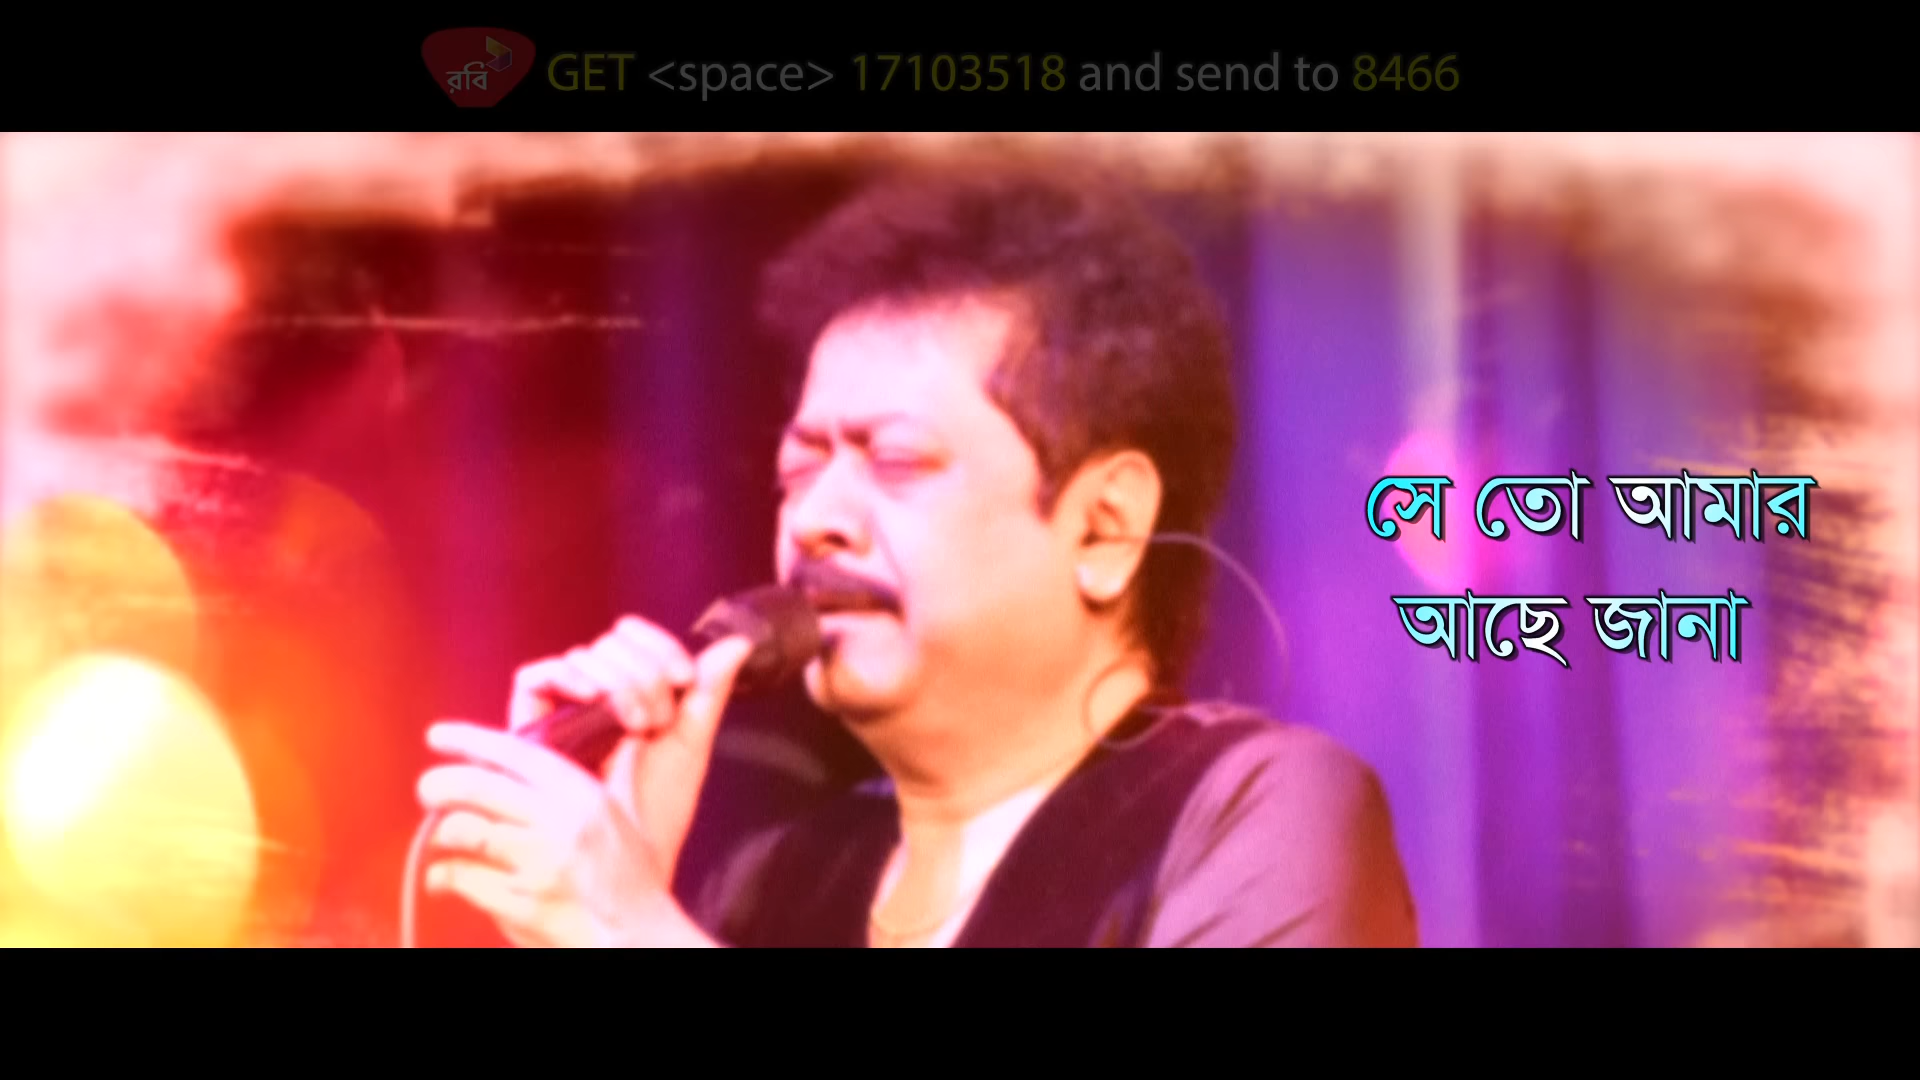 রবি GET <space> 17103518 and send to 8466
সে তো আমার
আছে জানা